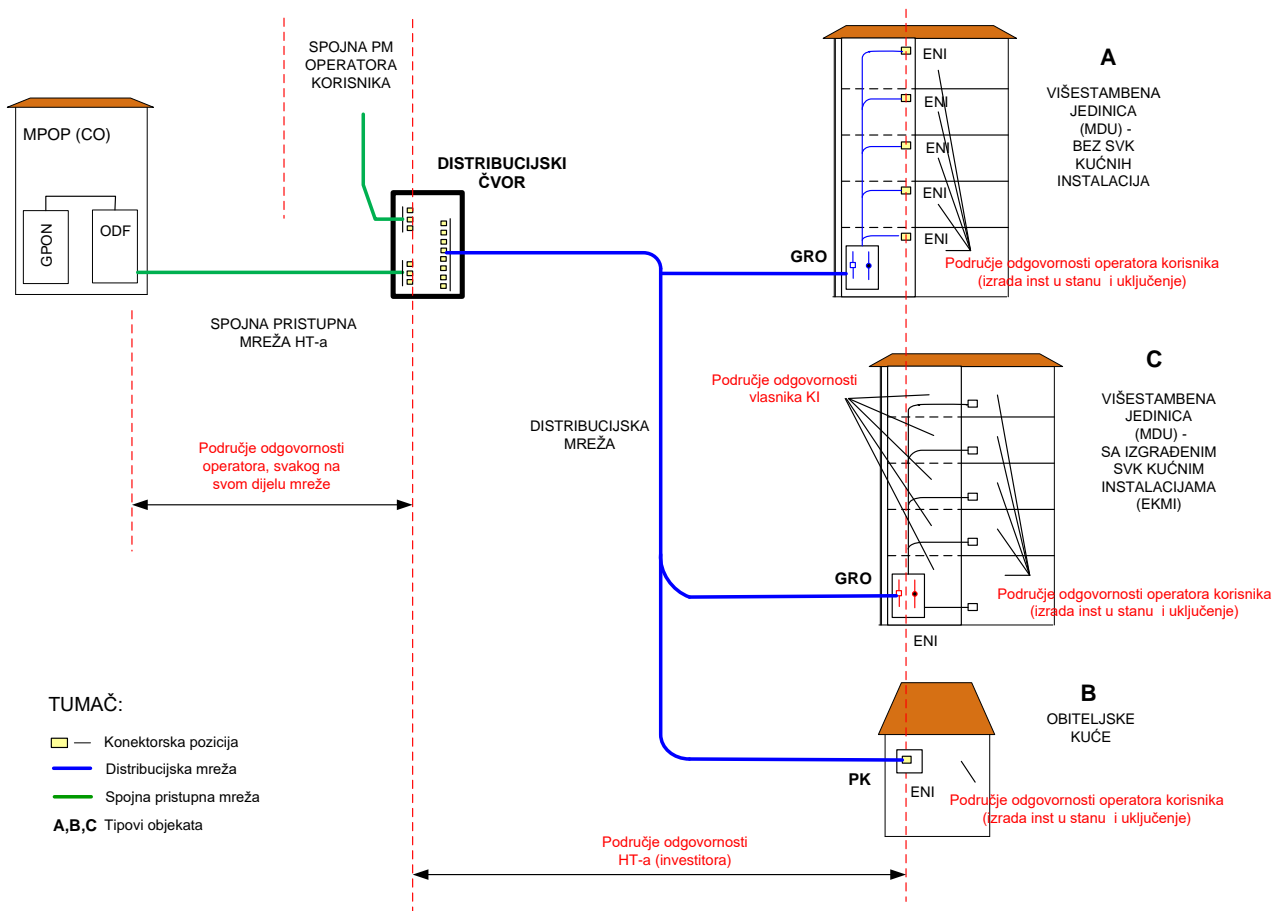 SPOJNA PM
OPERATORA
KORISNIKA
MPOP (CO)
GPON
ODF
DISTRIBUCIJSKI
ČVOR
SPOJNA PRISTUPNA
MREŽA HT-a
Područje odgovornosti
operatora, svakog na
svom dijelu mreže
DISTRIBUCIJSKA
MREŽA
ENI
ENI
ENI
ENI
ENI
GRO
A
VIŠESTAMBENA
JEDINICA
(MDU) -
BEZ SVK
KUĆNIH
INSTALACIJA
Područje odgovornosti operatora korisnika
(izrada inst u stanu i uključenje)
Područje odgovornosti
vlasnika KI
C
VIŠESTAMBENA
JEDINICA
(MDU) -
SA IZGRAĐENIM
SVK KUĆNIM
INSTALACIJAMA
(EKMI)
GRO
Područje odgovornosti operatora korisnika
(izrada inst u stanu i uključenje)
ENI
B
OBITELJSKE
KUĆE
PK
ENI
Područje odgovornosti operatora korisnika
(izrada inst u stanu i uključenje)
Područje odgovornosti
HT-a (investitora)
TUMAČ:
Konektorska pozicija
Distribucijska mreža
Spojna pristupna mreža
A,B,C Tipovi objekata